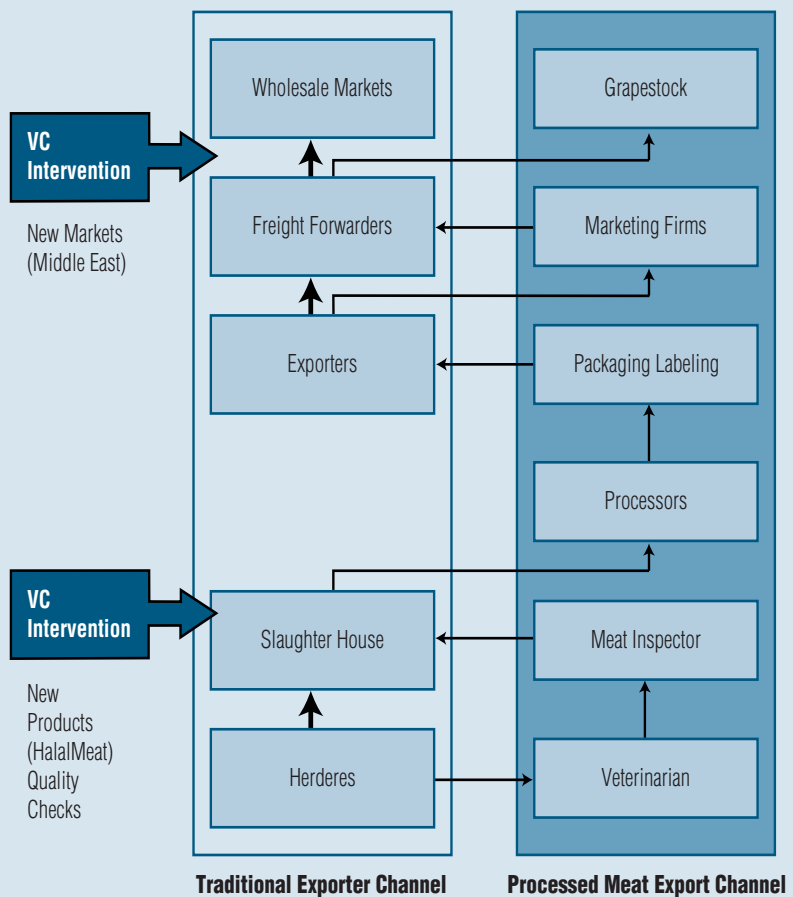 Wholesale Markets
Grapestock
VC
Intervention
New Markets
(Middle East)
Freight Forwarders
Marketing Firms
Exporters
Packaging Labeling
Processors
VC
Intervention
New
Products
(HalalMeat)
Quality
Checks
Slaughter House
Meat Inspector
Herderes
Veterinarian
Traditional Exporter Channel
Processed Meat Export Channel